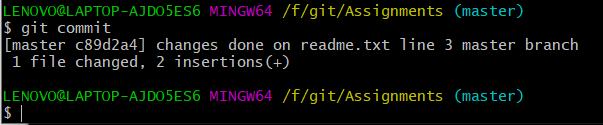 LENOVO@LAPTOP-AJDO5ES6 MINGW64 /f/git/Assignments (master)
$ git commit
[master c89d2a4] changes done on readme.txt line 3 master branch
 1 file changed, 2 insertions(+)
LENOVO@LAPTOP-AJDO5ES6 MINGW64 /f/git/Assignments (master)
$